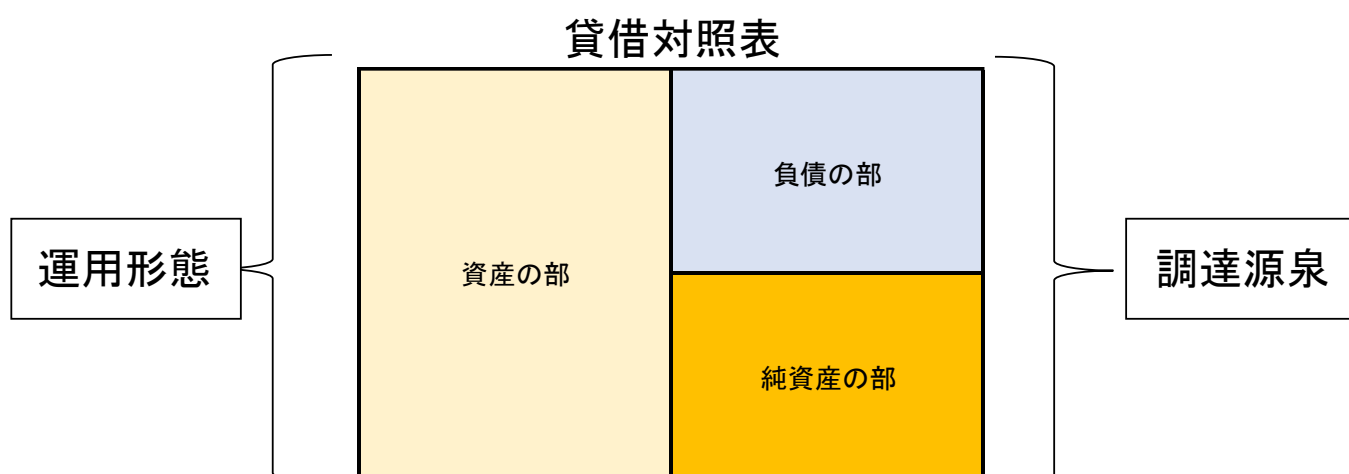 貸借対照表
運用形態
資産の部
負債の部
純資産の部
調達源泉